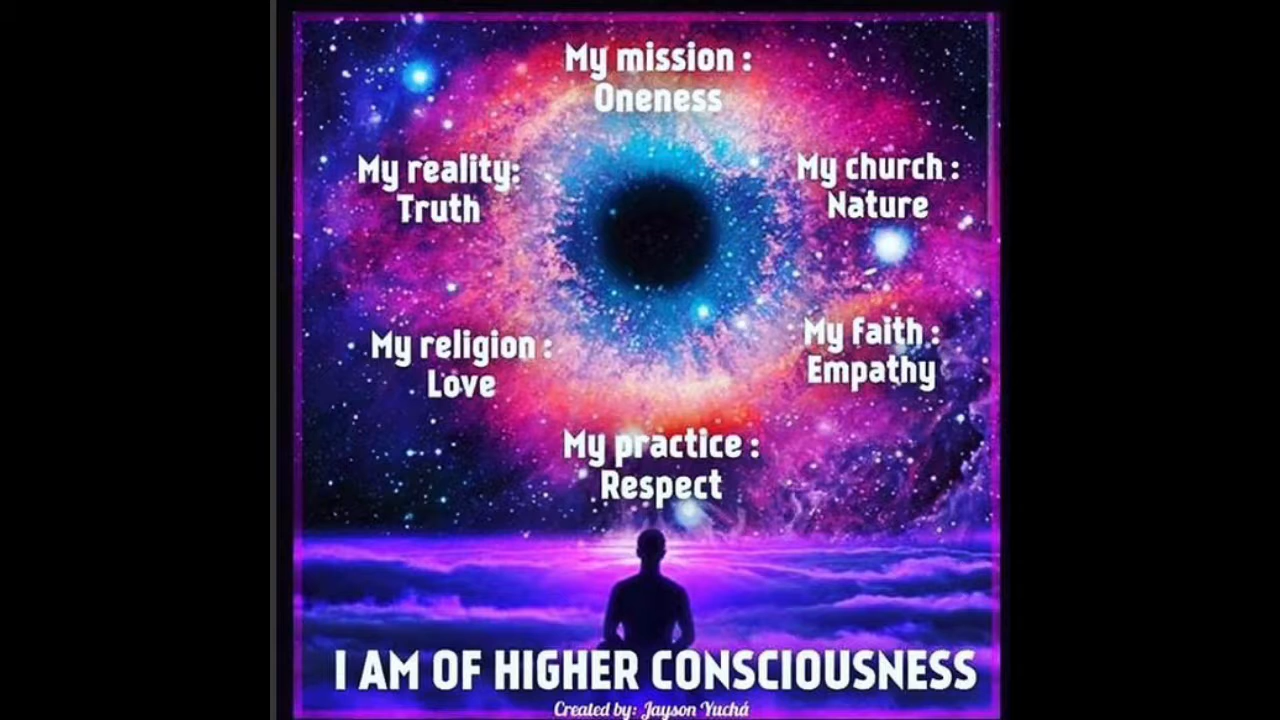 My mission :
Oneness
My reality:
Truth
My church :
Nature
My religion :
Love
My faith :
Empathy
My practice :
Respect
I AM OF HIGHER CONSCIOUSNESS
Created by: Jayson Yuchá